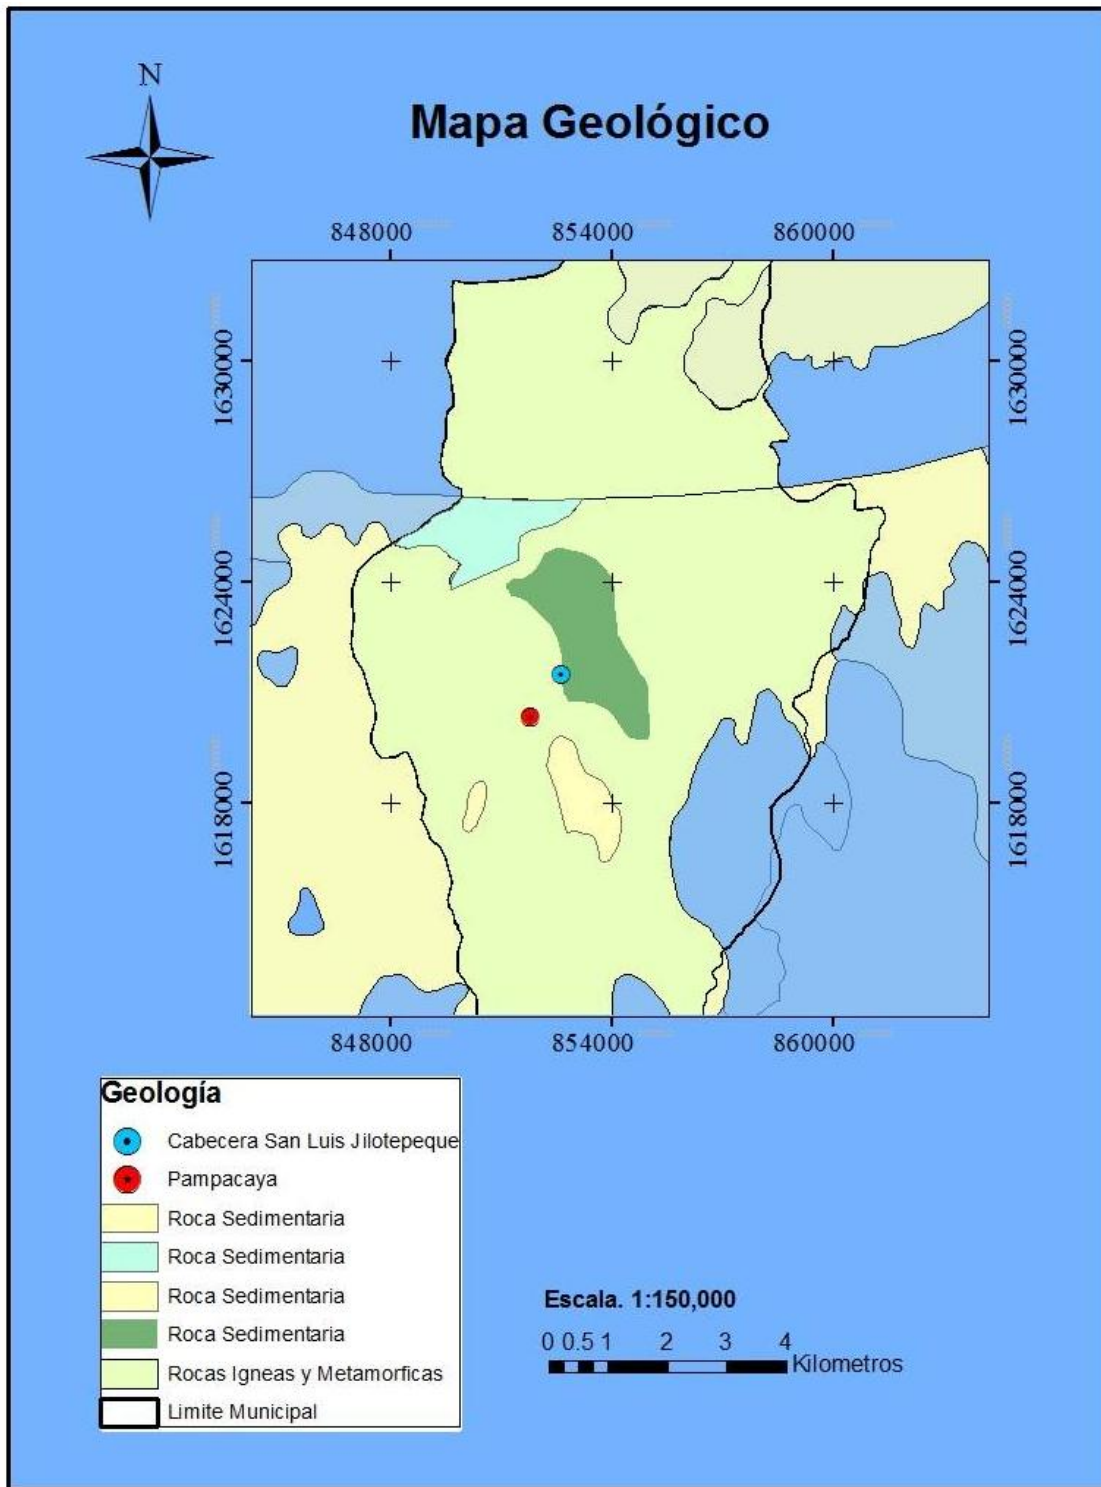 N
Mapa Geológico
848000 854000 860000
1630000 1630000
1624000 1624000
1618000 1618000
848000 854000 860000
Geología
Cabecera San Luis Jilotepeque
Pampacaya
Roca Sedimentaria
Roca Sedimentaria
Roca Sedimentaria
Roca Sedimentaria
Rocas Igneas y Metamorficas
Limite Municipal
Escala. 1:150,000
0 0.5 1 2 3 4
Kilometros